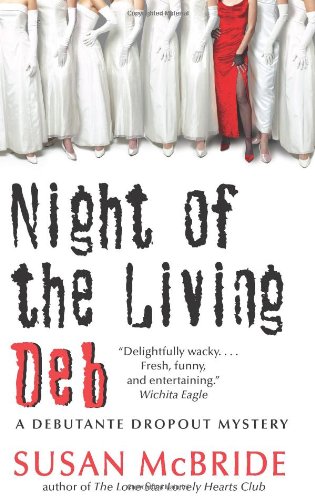 Night of
the Living
Deb
“Delightfully wacky. . . .
Fresh, funny,
and entertaining.”
Wichita Eagle
A DEBUTANTE DROPOUT MYSTERY
SUSAN McBRIDE
author of The Lone Star Lonely Hearts Club